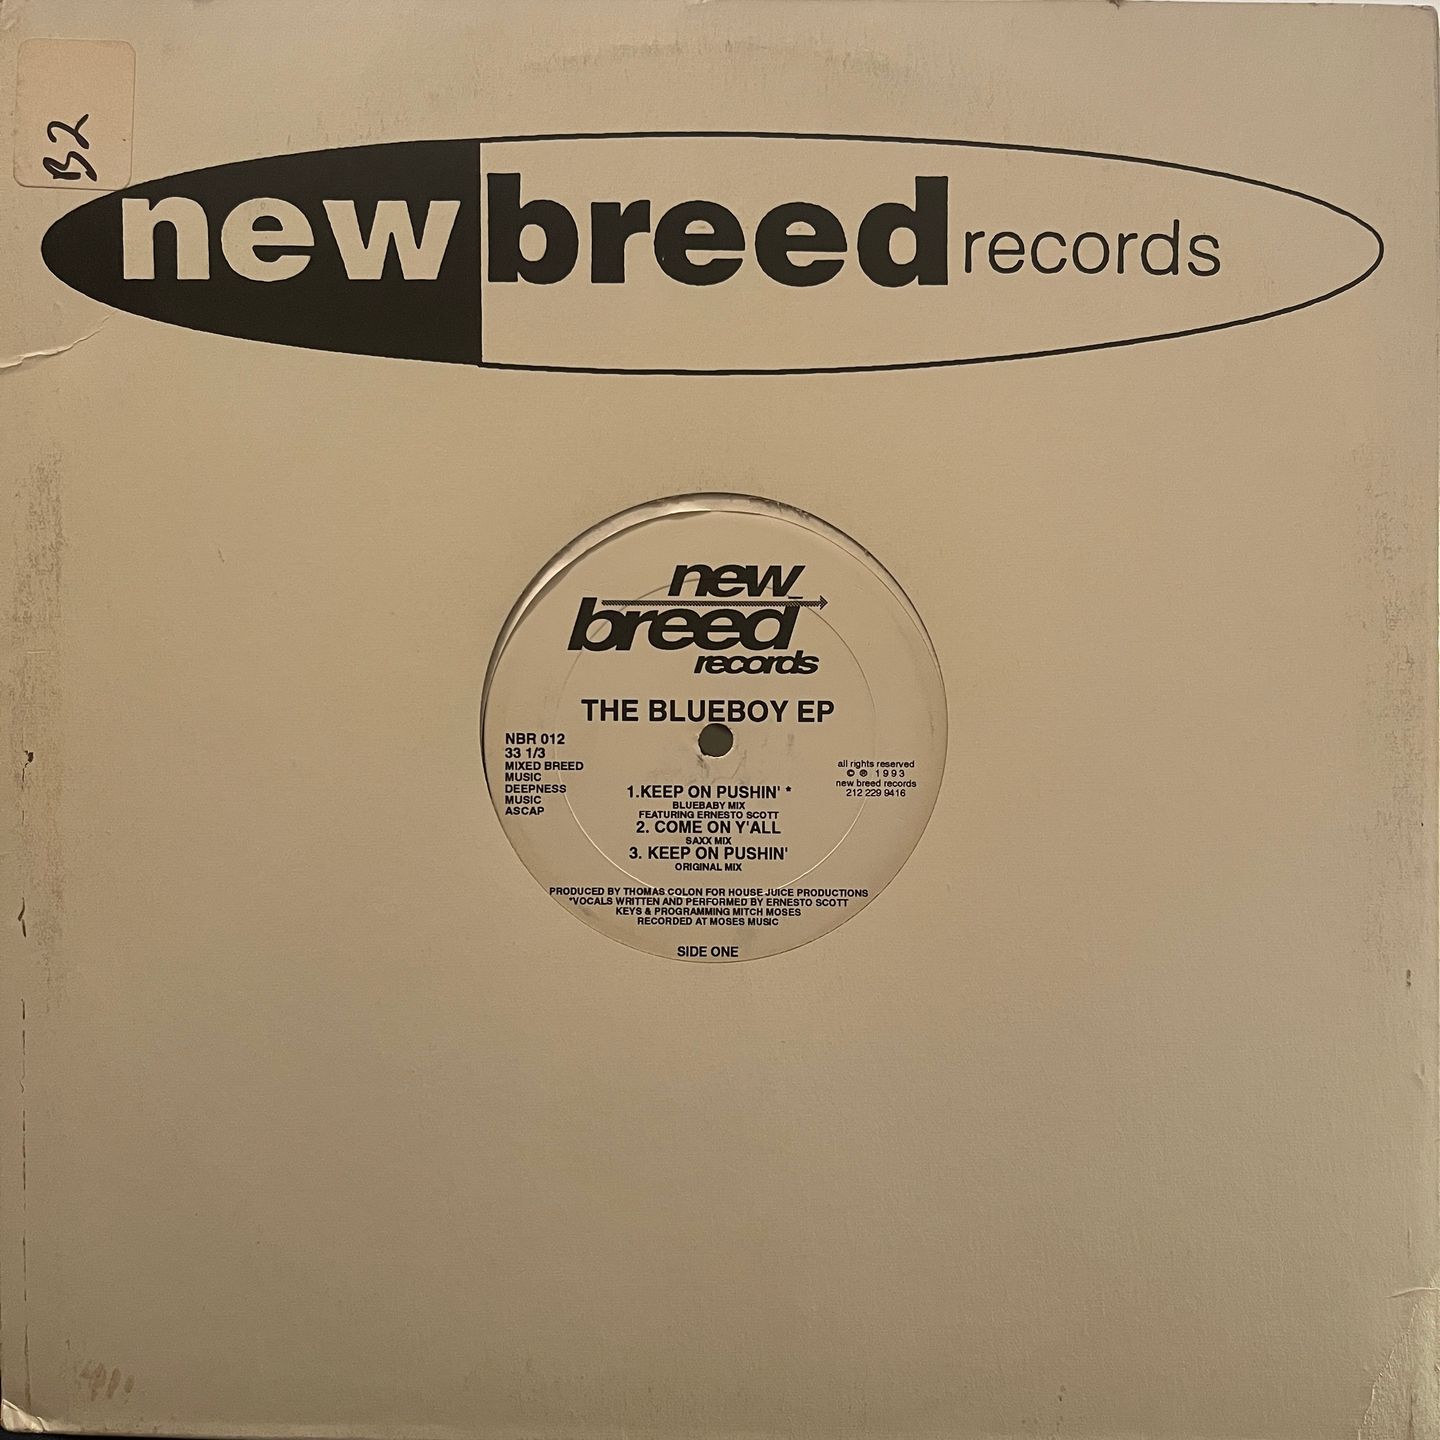 B2
new breed records
new
breed
records
THE BLUEBOY EP
NBR 012
33 1/3
MIXED BREED
MUSIC
DEEPNESS
MUSIC
ASCAP
all rights reserved
© ℗ 1993
new breed records
212 229 9416
1.KEEP ON PUSHIN' *
BLUEBABY MIX
FEATURING ERNESTO SCOTT
2. COME ON Y'ALL
SAXX MIX
3. KEEP ON PUSHIN'
ORIGINAL MIX
PRODUCED BY THOMAS COLON FOR HOUSE JUICE PRODUCTIONS
*VOCALS WRITTEN AND PERFORMED BY ERNESTO SCOTT
KEYS & PROGRAMMING MITCH MOSES
RECORDED AT MOSES MUSIC
SIDE ONE